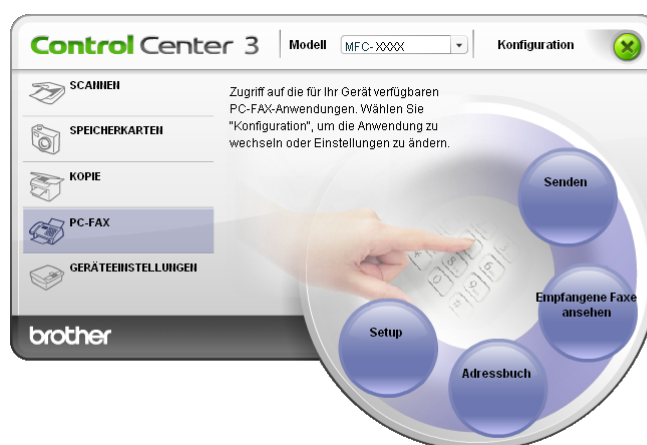 Control Center 3
Modell
MFC-XXXX
Konfiguration
SCANNEN
SPEICHERKARTEN
KOPIE
PC-FAX
GERÄTEEINSTELLUNGEN
Zugriff auf die für Ihr Gerät verfügbaren
PC-FAX-Anwendungen. Wählen Sie
"Konfiguration", um die Anwendung zu
wechseln oder Einstellungen zu ändern.
Senden
Empfangene Faxe
ansehen
Adressbuch
Setup
brother